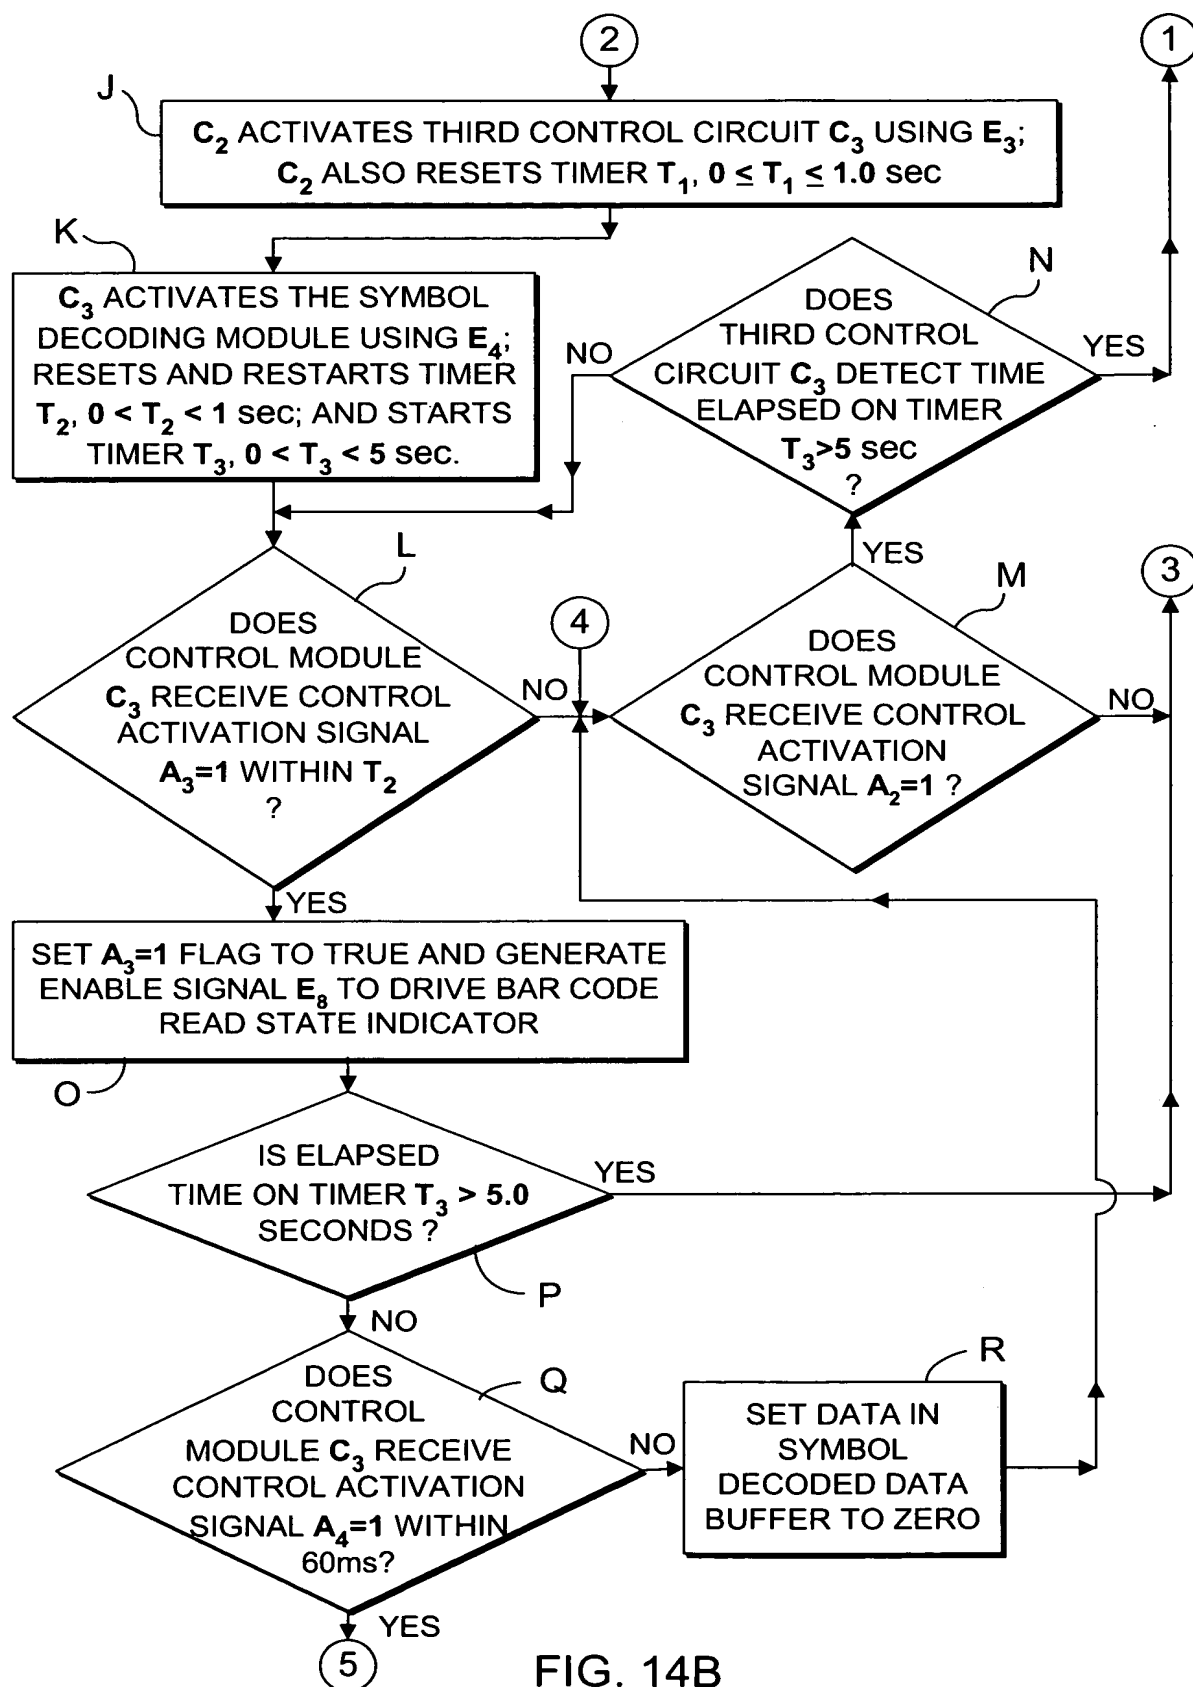 2
1
J
C₂ ACTIVATES THIRD CONTROL CIRCUIT C₃ USING E₃;
C₂ ALSO RESETS TIMER T₁, 0 ≤ T₁ ≤ 1.0 sec
K
C₃ ACTIVATES THE SYMBOL
DECODING MODULE USING E₄;
RESETS AND RESTARTS TIMER
T₂, 0 < T₂ < 1 sec; AND STARTS
TIMER T₃, 0 < T₃ < 5 sec.
N
DOES
THIRD CONTROL
CIRCUIT C₃ DETECT TIME
ELAPSED ON TIMER
T₃>5 sec
?
NO
YES
YES
L
DOES
CONTROL MODULE
C₃ RECEIVE CONTROL
ACTIVATION SIGNAL
A₃=1 WITHIN T₂
?
NO
4
M
DOES
CONTROL MODULE
C₃ RECEIVE CONTROL
ACTIVATION
SIGNAL A₂=1 ?
NO
3
YES
SET A₃=1 FLAG TO TRUE AND GENERATE
ENABLE SIGNAL E₈ TO DRIVE BAR CODE
READ STATE INDICATOR
O
IS ELAPSED
TIME ON TIMER T₃ > 5.0
SECONDS ?
YES
P
NO
DOES
CONTROL
MODULE C₃ RECEIVE
CONTROL ACTIVATION
SIGNAL A₄=1 WITHIN
60ms?
Q
NO
R
SET DATA IN
SYMBOL
DECODED DATA
BUFFER TO ZERO
YES
5
FIG. 14B